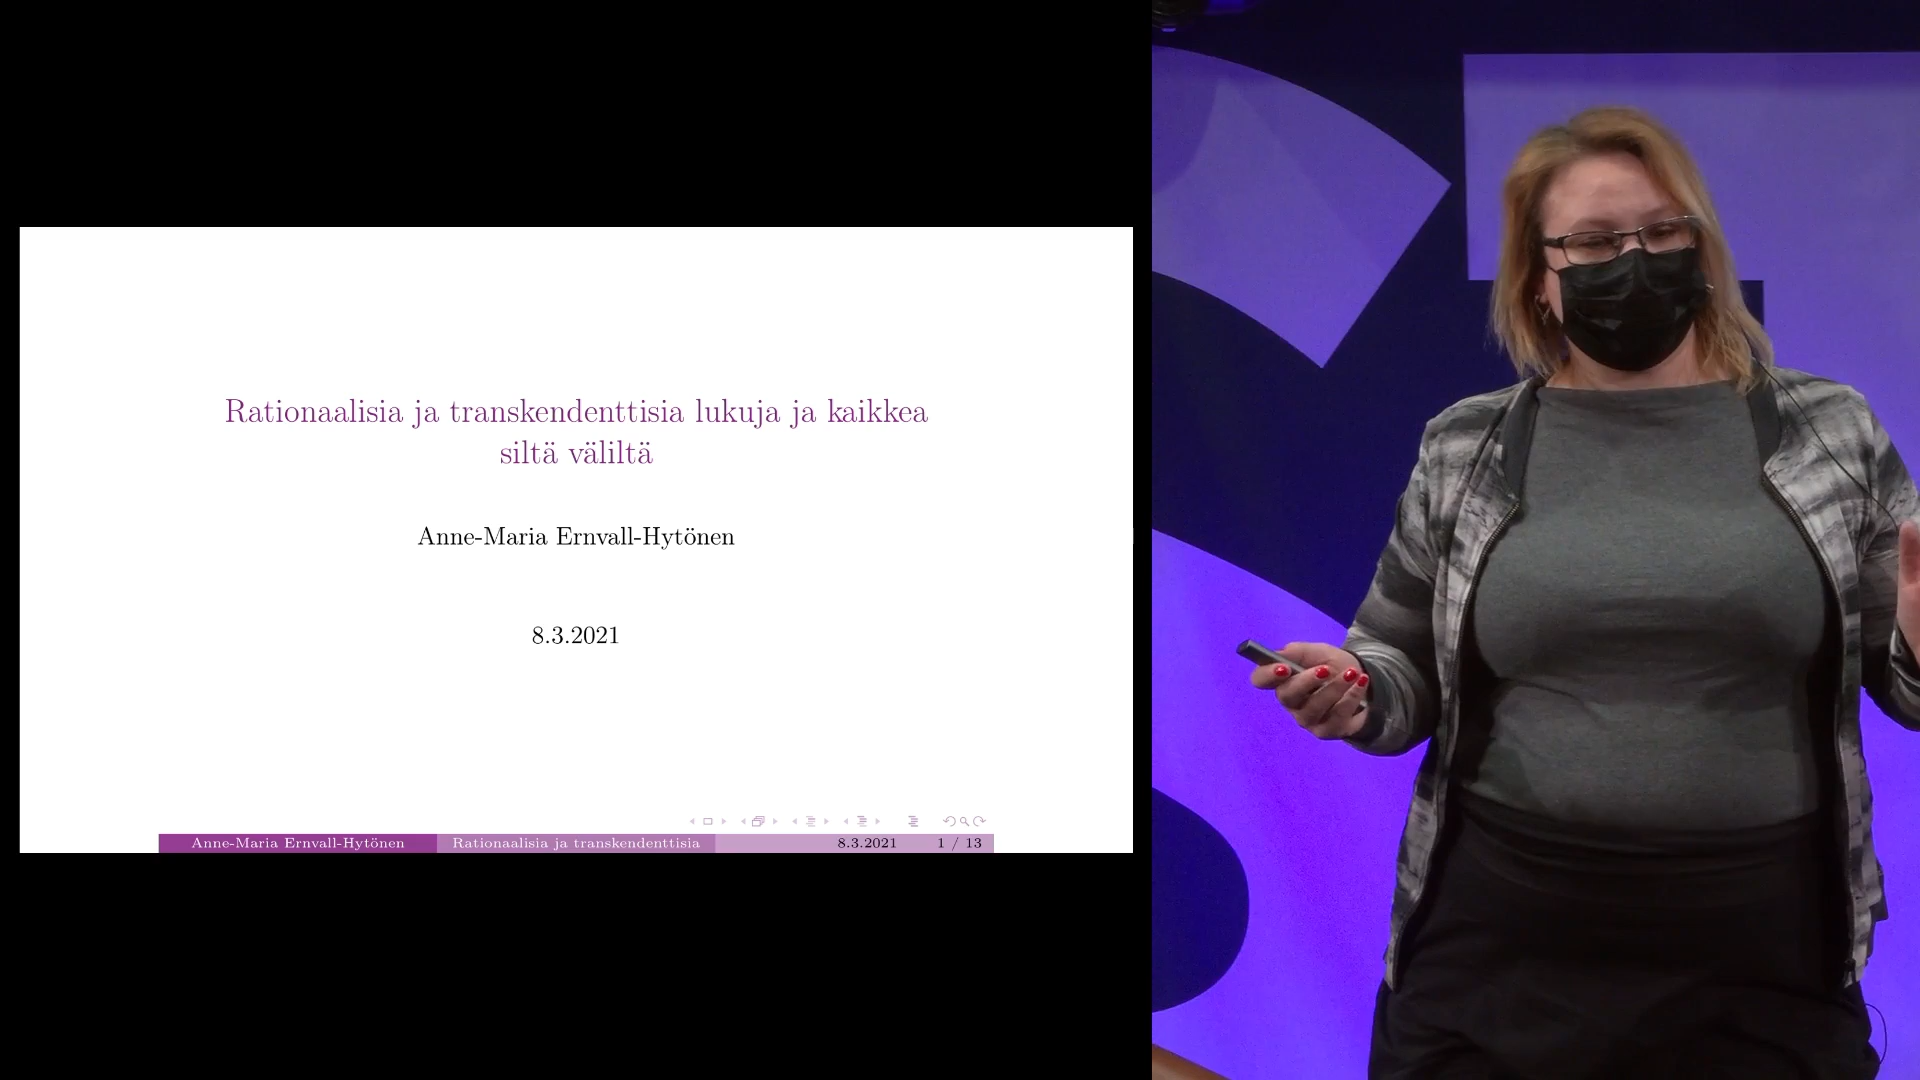 Rationaalisia ja transkendenttisia lukuja ja kaikkea
siltä väliltä
Anne-Maria Ernvall-Hytönen
8.3.2021
Anne-Maria Ernvall-Hytönen Rationaalisia ja transkendenttisia 8.3.2021 1 / 13